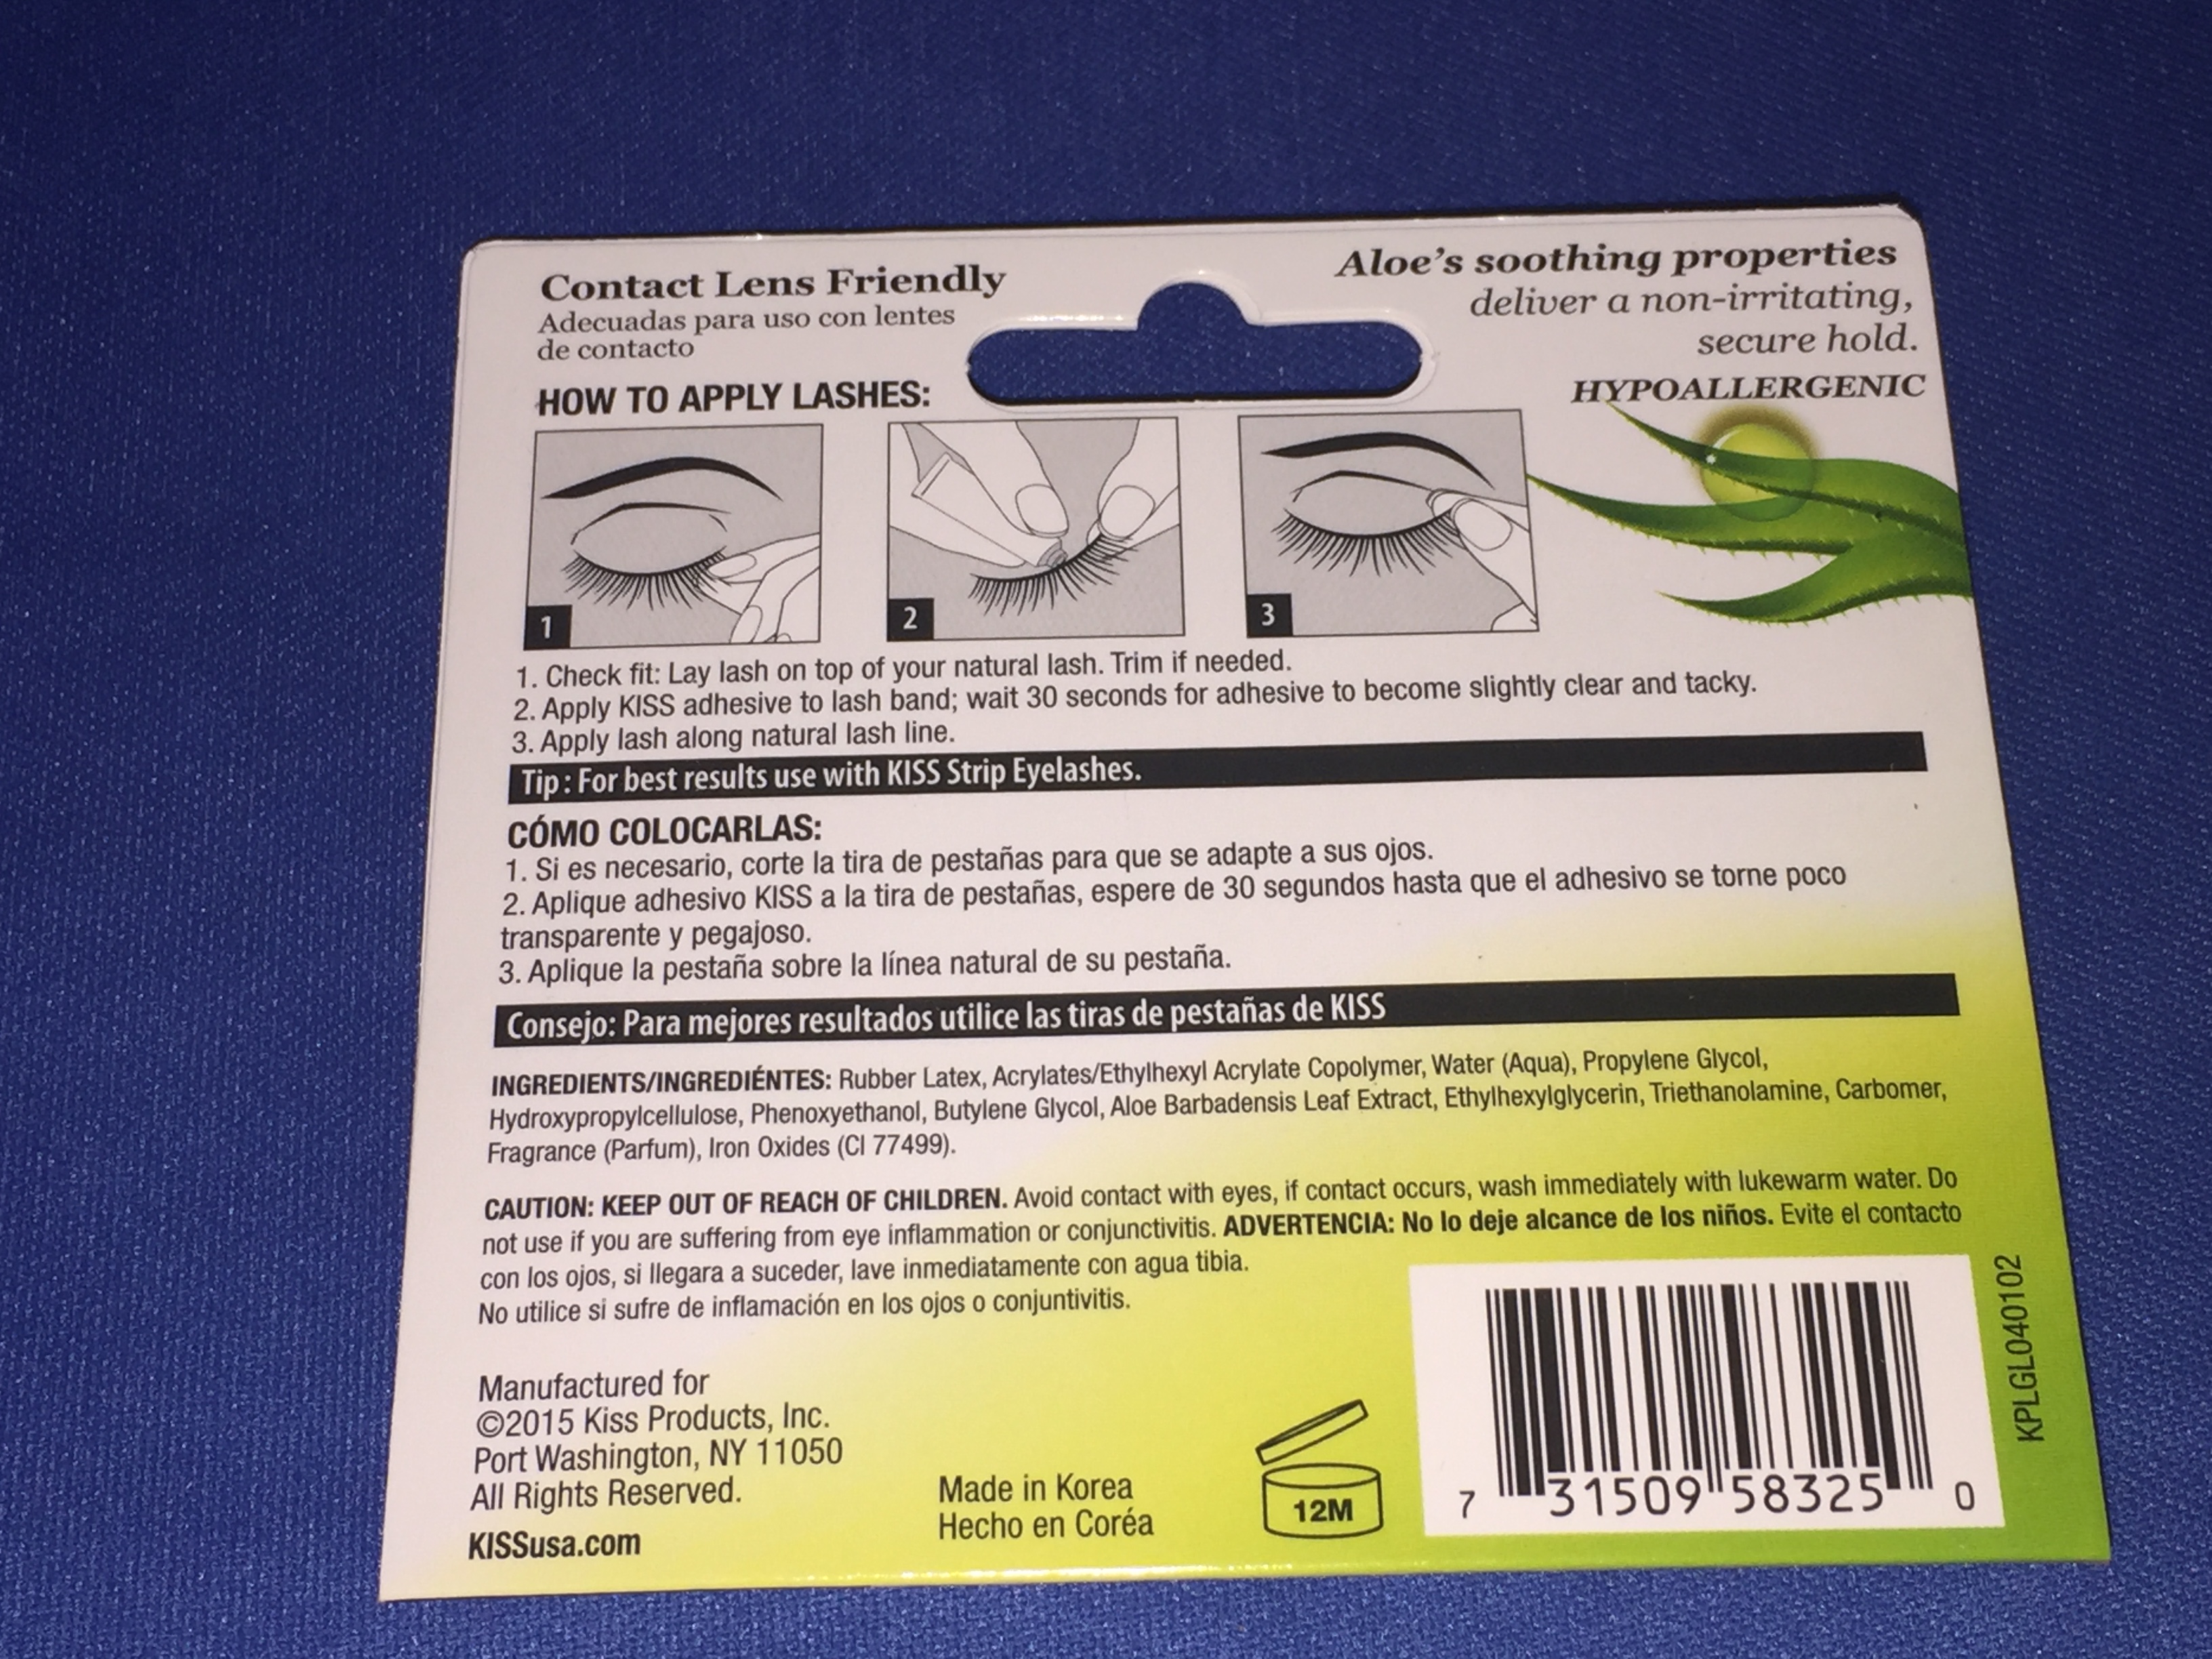 Contact Lens Friendly
Adecuadas para uso con lentes
de contacto
Aloe's soothing properties
deliver a non-irritating,
secure hold.
HYPOALLERGENIC
HOW TO APPLY LASHES:
1
2
3
1. Check fit: Lay lash on top of your natural lash. Trim if needed.
2. Apply KISS adhesive to lash band; wait 30 seconds for adhesive to become slightly clear and tacky.
3. Apply lash along natural lash line.
Tip: For best results use with KISS Strip Eyelashes.
CÓMO COLOCARLAS:
1. Si es necesario, corte la tira de pestañas para que se adapte a sus ojos.
2. Aplique adhesivo KISS a la tira de pestañas, espere de 30 segundos hasta que el adhesivo se torne poco
transparente y pegajoso.
3. Aplique la pestaña sobre la línea natural de su pestaña.
Consejo: Para mejores resultados utilice las tiras de pestañas de KISS
INGREDIENTS/INGREDIÉNTES: Rubber Latex, Acrylates/Ethylhexyl Acrylate Copolymer, Water (Aqua), Propylene Glycol,
Hydroxypropylcellulose, Phenoxyethanol, Butylene Glycol, Aloe Barbadensis Leaf Extract, Ethylhexylglycerin, Triethanolamine, Carbomer,
Fragrance (Parfum), Iron Oxides (CI 77499).
CAUTION: KEEP OUT OF REACH OF CHILDREN. Avoid contact with eyes, if contact occurs, wash immediately with lukewarm water. Do
not use if you are suffering from eye inflammation or conjunctivitis. ADVERTENCIA: No lo deje alcance de los niños. Evite el contacto
con los ojos, si llegara a suceder, lave inmediatamente con agua tibia.
No utilice si sufre de inflamación en los ojos o conjuntivitis.
Manufactured for
©2015 Kiss Products, Inc.
Port Washington, NY 11050
All Rights Reserved.
KISSusa.com
Made in Korea
Hecho en Coréa
12M
7 31509 58325 0
KPLGL040102